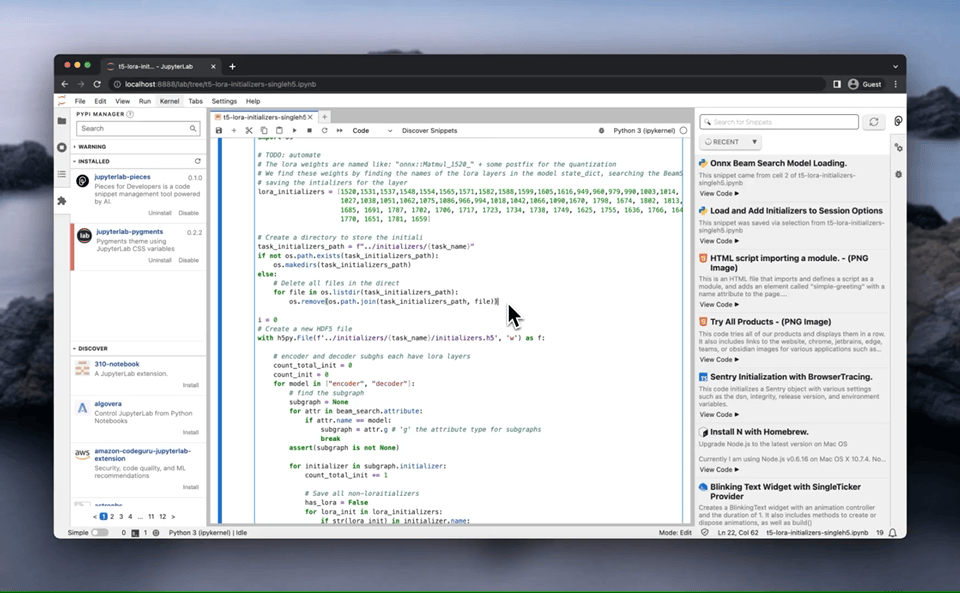 t5-lora-init... - JupyterLab
localhost:8888/lab/tree/t5-lora-initializers-singleh5.ipynb
Guest
File Edit View Run Kernel Tabs Settings Help
PYPI MANAGER
Search
WARNING
INSTALLED
jupyterlab-pieces 0.1.0
Pieces for Developers is a code
snippet management tool powered
by AI.
Uninstall Disable
lab
jupyterlab-pygments 0.2.2
Pygments theme using
JupyterLab CSS variables
Uninstall Disable
DISCOVER
310-notebook
A JupyterLab extension.
Install
algovera
Control JupyterLab from Python
Notebooks
Install
aws
amazon-codeguru-jupyterlab-
extension
Security, code quality, and ML
recommendations
Install
< 1 2 3 4 ... 11 12 >
t5-lora-initializers-singleh5
Code
Discover Snippets
Python 3 (ipykernel)
# TODO: automate
# The lora weights are named like: "onnx::Matmul_1520_" + some postfix for the quantization
# We find these weights by finding the names of the lora layers in the model state_dict, searching the BeamS
# saving the intializers for the layer
lora_initializers = [1520,1531,1537,1548,1554,1565,1571,1582,1588,1599,1605,1616,949,960,979,990,1003,1014,
1027,1038,1051,1062,1075,1086,966,994,1018,1042,1066,1090,1670, 1798, 1674, 1802, 1813,
1685, 1691, 1707, 1702, 1706, 1717, 1723, 1734, 1738, 1749, 1625, 1755, 1636, 1766, 164
1770, 1651, 1781, 1659]
# Create a directory to store the initiali
task_initializers_path = f"../initializers/{task_name}"
if not os.path.exists(task_initializers_path):
os.makedirs(task_initializers_path)
else:
# Delete all files in the direct
for file in os.listdir(task_initializers_path):
os.remove(os.path.join(task_initializers_path, file))
i = 0
# Create a new HDF5 file
with h5py.File(f'../intializers/{task_name}/initializers.h5', 'w') as f:
# encoder and decoder subghs each have lora layers
count_total_init = 0
count_init = 0
for model in ["encoder", "decoder"]:
# find the subgraph
subgraph = None
for attr in beam_search.attribute:
if attr.name == model:
subgraph = attr.g # 'g' the attribute type for subgraphs
break
assert(subgraph is not None)
for initializer in subgraph.initializer:
count_total_init += 1
# Save all non-loraitializers
has_lora = False
for lora_init in lora_initializers:
if str(lora_init) in initializer.name:
Search for Snippets
RECENT
Onnx Beam Search Model Loading.
This snippet came from cell 2 of t5-lora-initializers-
singleh5.ipynb
View Code
Load and Add Initializers to Session Options
This snippet was saved via selection from t5-lora-initializers-
singleh5.ipynb
View Code
HTML script importing a module. - (PNG
Image)
This is an HTML file that imports and defines a script as a
module, and adds an element called "simple-greeting" with a
name attribute to the page....
View Code
Try All Products - (PNG Image)
This code tries all of our products and displays them in a row.
It also includes links to the website, chrome, jetbrains, edge,
teams, or obsidian images for various applications such as...
View Code
Sentry Initialization with BrowserTracing.
This code initializes a Sentry object with various settings
such as the dsn, integrity, release version, and environment
variables.
View Code
Install N with Homebrew.
Upgrade Node.js to the latest version on Mac OS
Currently I am using Node.js v0.6.16 on Mac OS X 10.7.4. No...
View Code
Blinking Text Widget with SingleTicker
Provider
Creates a BlinkingText widget with an animation controller
and the duration of 1. It also includes methods to create or
dispose animations, as well as build()
View Code
Simple 0 1 Python 3 (ipykernel) | Idle
Mode: Edit Ln 22, Col 62 t5-lora-initializers-singleh5.ipynb 19